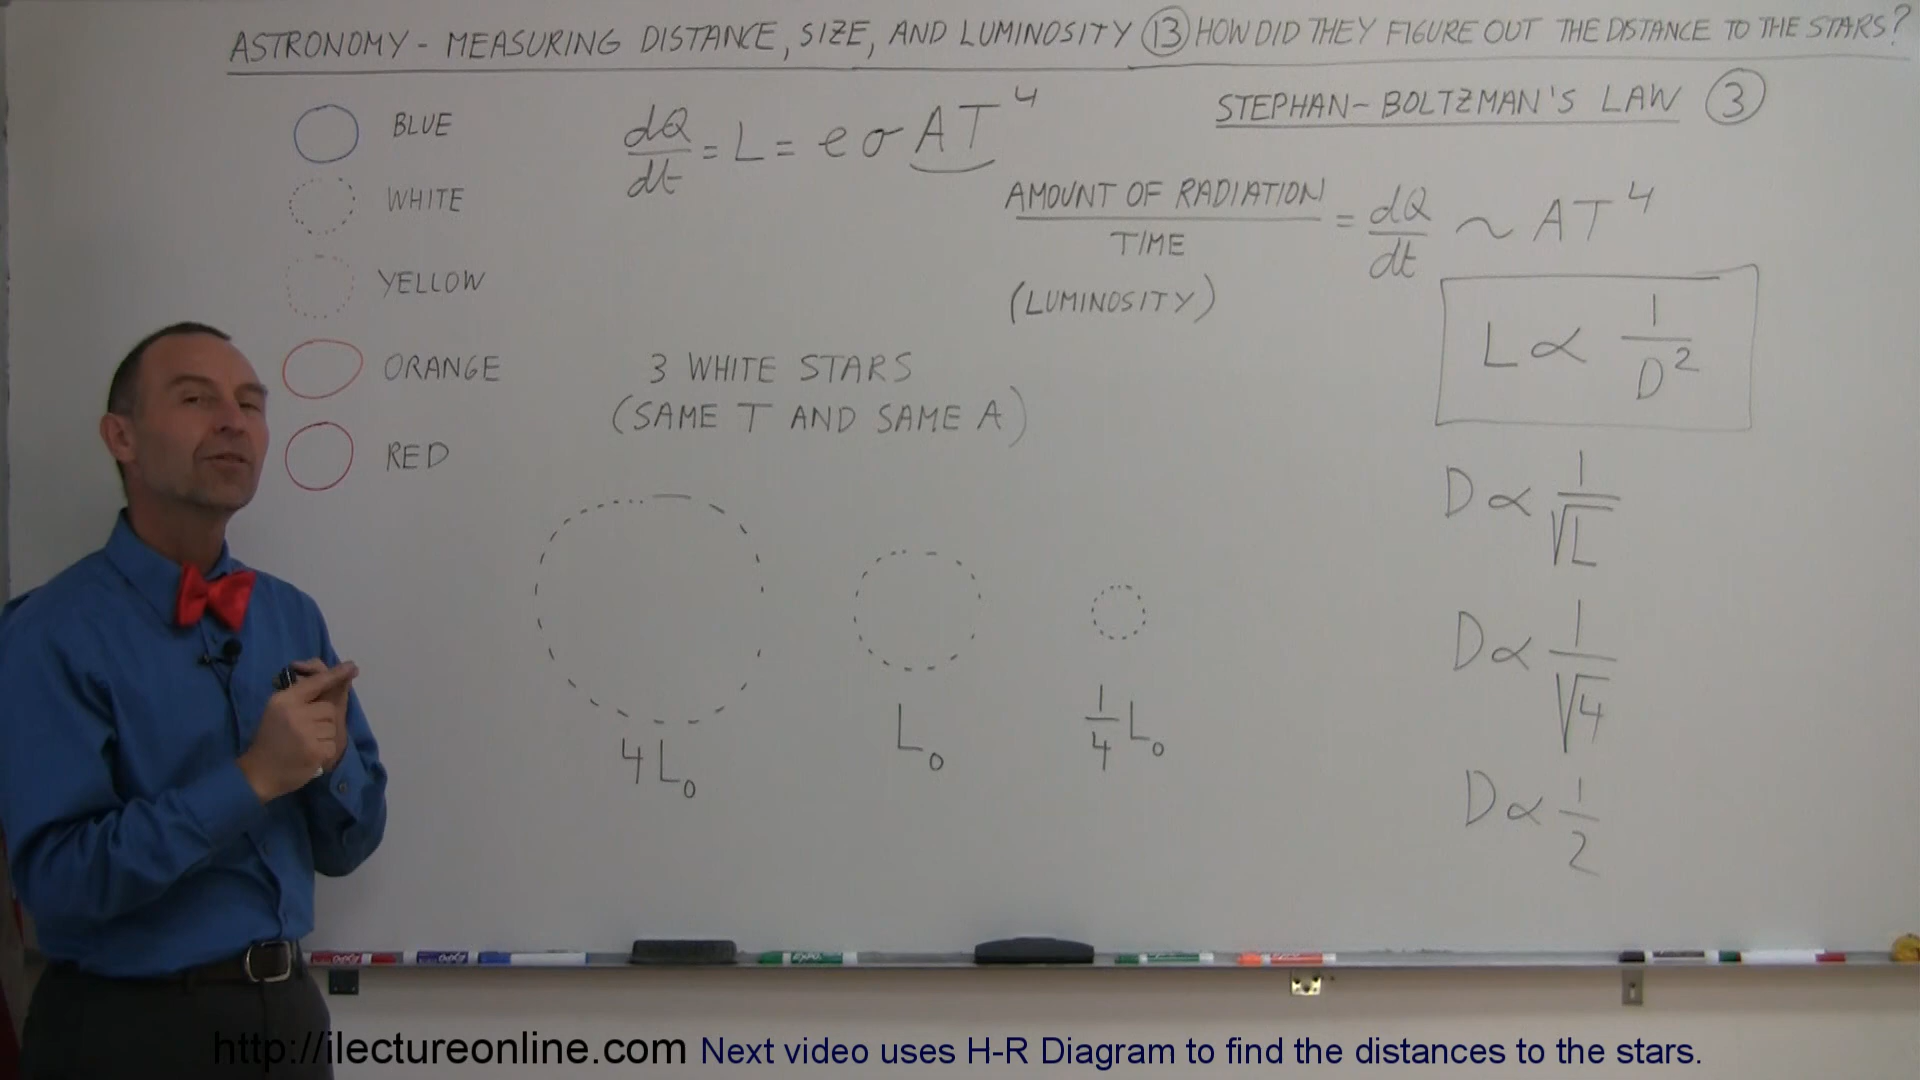 ASTRONOMY - MEASURING DISTANCE, SIZE, AND LUMINOSITY ⑬ HOW DID THEY FIGURE OUT THE DISTANCE TO THE STARS?
STEPHAN-BOLTZMAN'S LAW ③
BLUE
WHITE
YELLOW
ORANGE
RED
dQ/dt = L = e σ A T⁴
AMOUNT OF RADIATION / TIME = dQ/dt ~ AT⁴
(LUMINOSITY)
L ∝ 1/D²
3 WHITE STARS
(SAME T AND SAME A)
4L₀
L₀
1/4 L₀
D ∝ 1/√L
D ∝ 1/√4
D ∝ 1/2
EXPO
http://ilectureonline.com Next video uses H-R Diagram to find the distances to the stars.